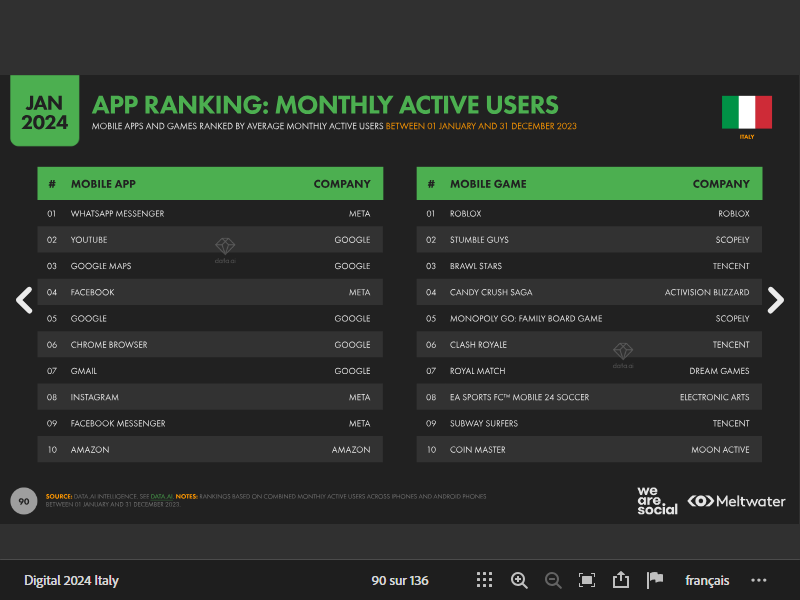 JAN
2024
APP RANKING: MONTHLY ACTIVE USERS
MOBILE APPS AND GAMES RANKED BY AVERAGE MONTHLY ACTIVE USERS BETWEEN 01 JANUARY AND 31 DECEMBER 2023
ITALY
# MOBILE APP COMPANY
01 WHATSAPP MESSENGER META
02 YOUTUBE GOOGLE
03 GOOGLE MAPS GOOGLE
04 FACEBOOK META
05 GOOGLE GOOGLE
06 CHROME BROWSER GOOGLE
07 GMAIL GOOGLE
08 INSTAGRAM META
09 FACEBOOK MESSENGER META
10 AMAZON AMAZON
data.ai
# MOBILE GAME COMPANY
01 ROBLOX ROBLOX
02 STUMBLE GUYS SCOPELY
03 BRAWL STARS TENCENT
04 CANDY CRUSH SAGA ACTIVISION BLIZZARD
05 MONOPOLY GO: FAMILY BOARD GAME SCOPELY
06 CLASH ROYALE TENCENT
07 ROYAL MATCH DREAM GAMES
08 EA SPORTS FC™ MOBILE 24 SOCCER ELECTRONIC ARTS
09 SUBWAY SURFERS TENCENT
10 COIN MASTER MOON ACTIVE
data.ai
90
SOURCE: DATA.AI INTELLIGENCE. SEE DATA.AI. NOTES: RANKINGS BASED ON COMBINED MONTHLY ACTIVE USERS ACROSS IPHONES AND ANDROID PHONES
BETWEEN 01 JANUARY AND 31 DECEMBER 2023.
we
are.
social
Meltwater
Digital 2024 Italy
90 sur 136
français